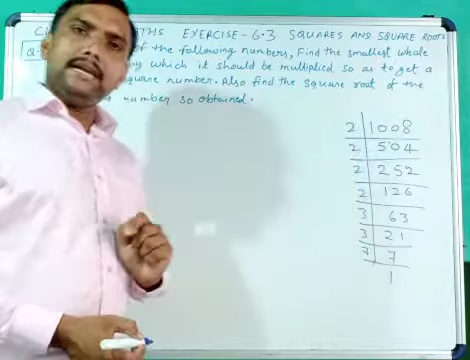 C THS EXERCISE - 6.3 SQUARES AND SQUARE ROOTS
Q. of the following numbers, Find the smallest whole
by which it should be multiplied so as to get a
square number. Also find the square root of the
number so obtained.
2 1008
2 504
2 252
2 126
3 63
3 21
7 7
1